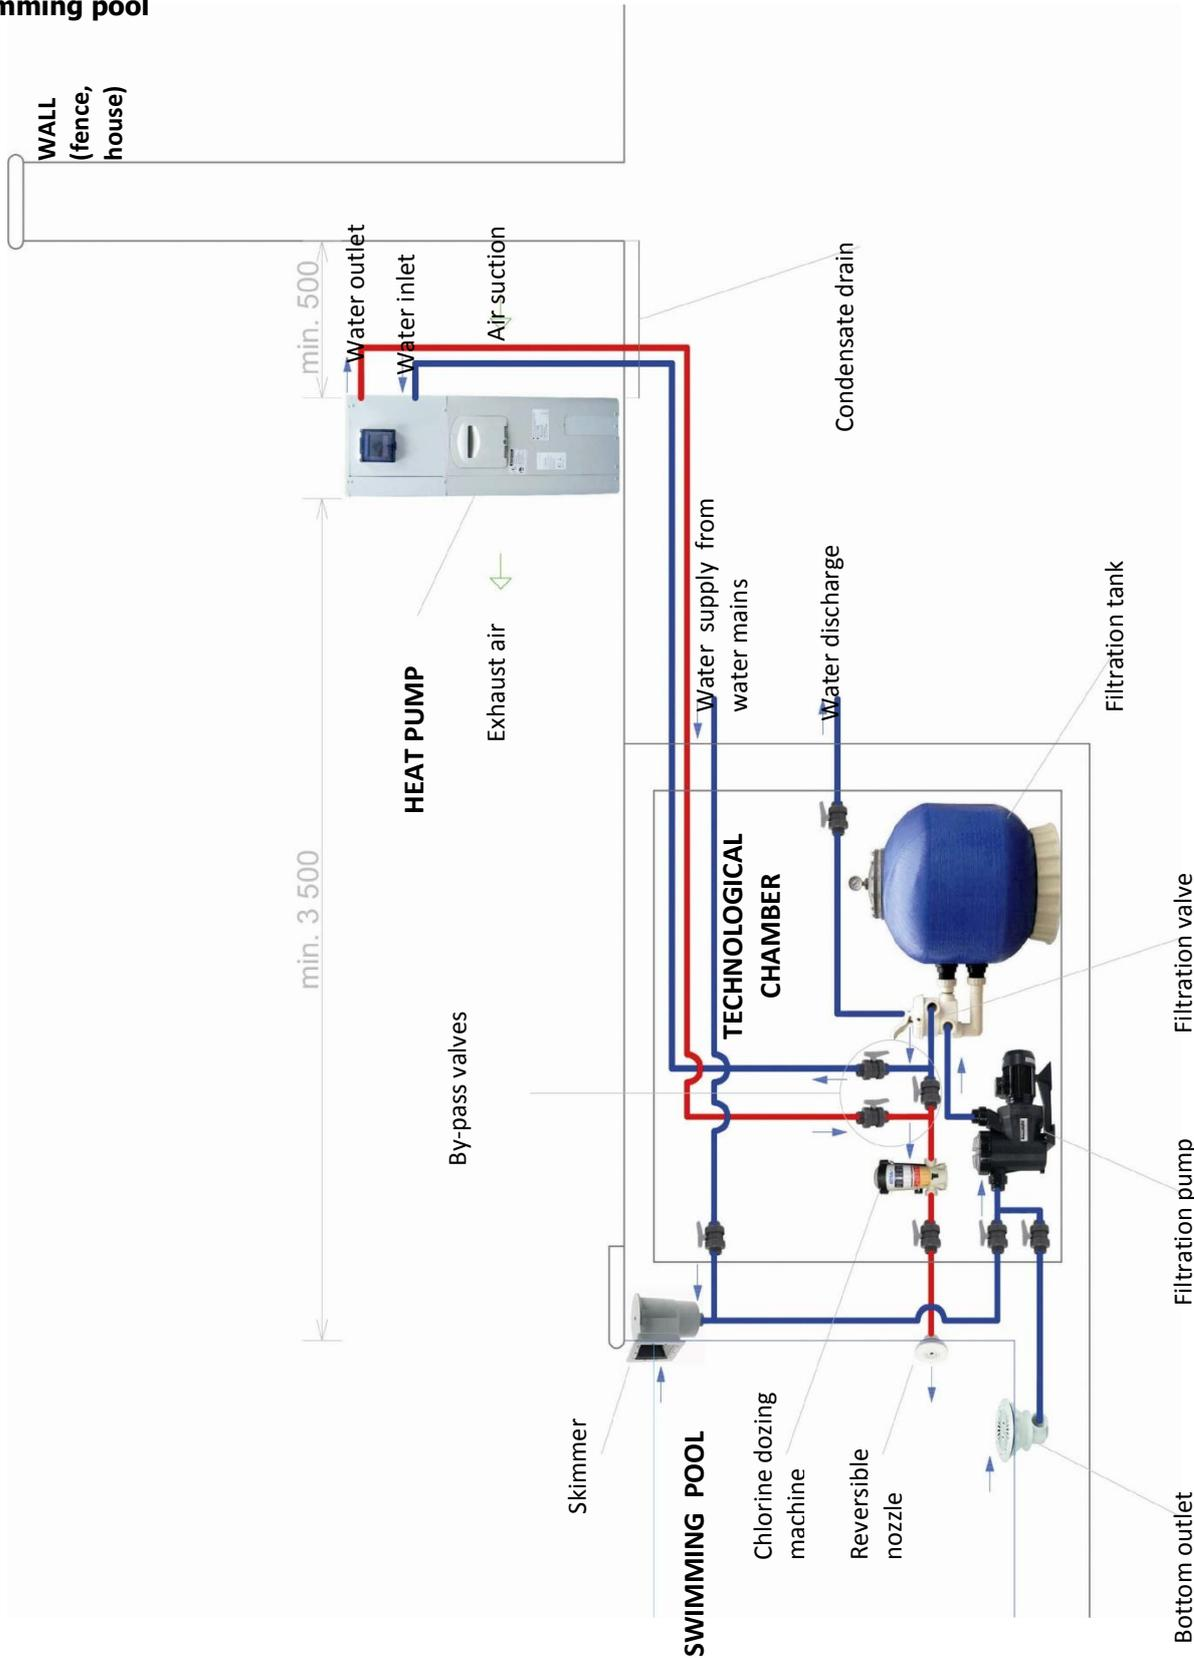 mming pool
WALL
(fence,
house)
min. 500
Water outlet
Water inlet
Air suction
Condensate drain
min. 3 500
HEAT PUMP
Exhaust air
Water supply from
water mains
Water discharge
Filtration tank
By-pass valves
TECHNOLOGICAL
CHAMBER
Filtration valve
Filtration pump
Skimmer
SWIMMING POOL
Chlorine dozing
machine
Reversible
nozzle
Bottom outlet